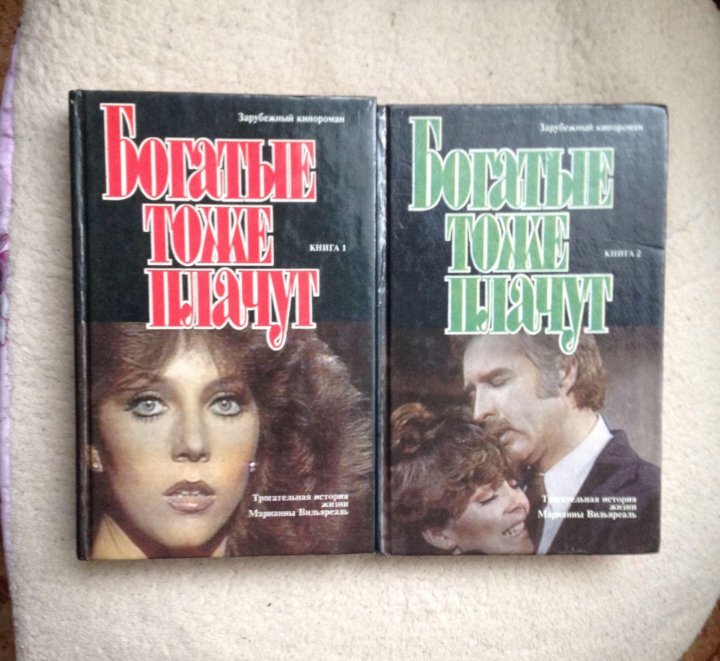 Зарубежный кинороман
Богатые
тоже
плачут
КНИГА 1
Трогательная история
жизни
Марианны Вильяреаль
Зарубежный кинороман
Богатые
тоже
плачут
КНИГА 2
Трогательная история
жизни
Марианны Вильяреаль